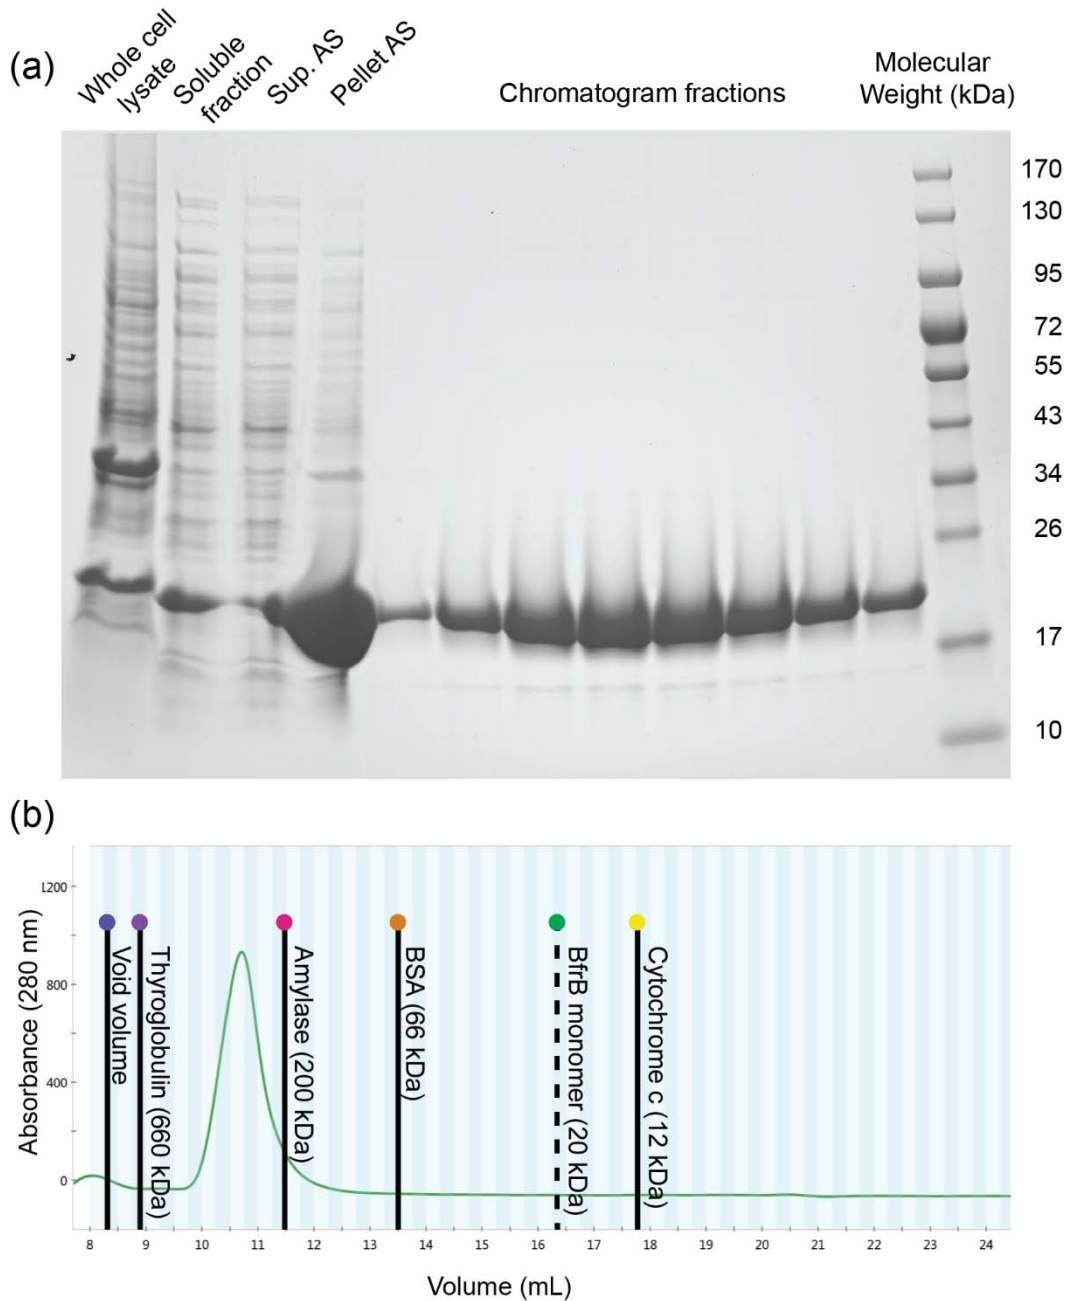 (a)
Whole cell
lysate
Soluble
fraction
Sup. AS
Pellet AS
Chromatogram fractions
Molecular
Weight (kDa)
170
130
95
72
55
43
34
26
17
10
(b)
Absorbance (280 nm)
1200
800
400
0
Void volume
Thyroglobulin (660 kDa)
Amylase (200 kDa)
BSA (66 kDa)
BfrB monomer (20 kDa)
Cytochrome c (12 kDa)
8 9 10 11 12 13 14 15 16 17 18 19 20 21 22 23 24
Volume (mL)